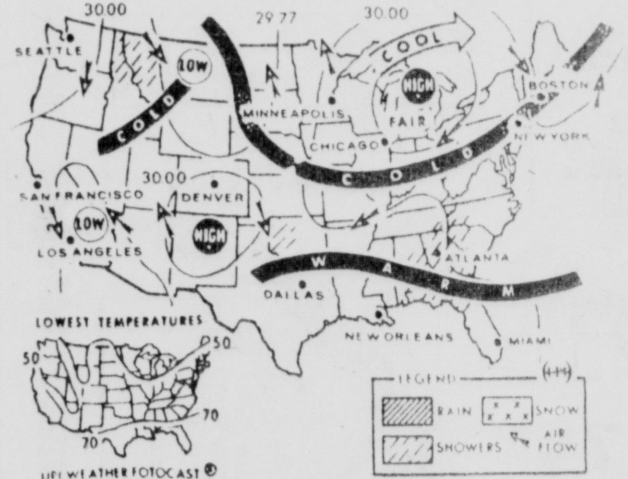 30.00 29.77 30.00
SEATTLE
COOL
LOW
HIGH
COLD
MINNEAPOLIS
FAIR
BOSTON
CHICAGO
NEW YORK
COLD
30.00
SAN FRANCISCO
DENVER
LOW
HIGH
LOS ANGELES
ATLANTA
WARM
DALLAS
LOWEST TEMPERATURES
NEW ORLEANS
MIAMI
50
50
70
70
LEGEND
RAIN
SNOW
SHOWERS
AIR
FLOW
UPI WEATHER FOTOCAST ®